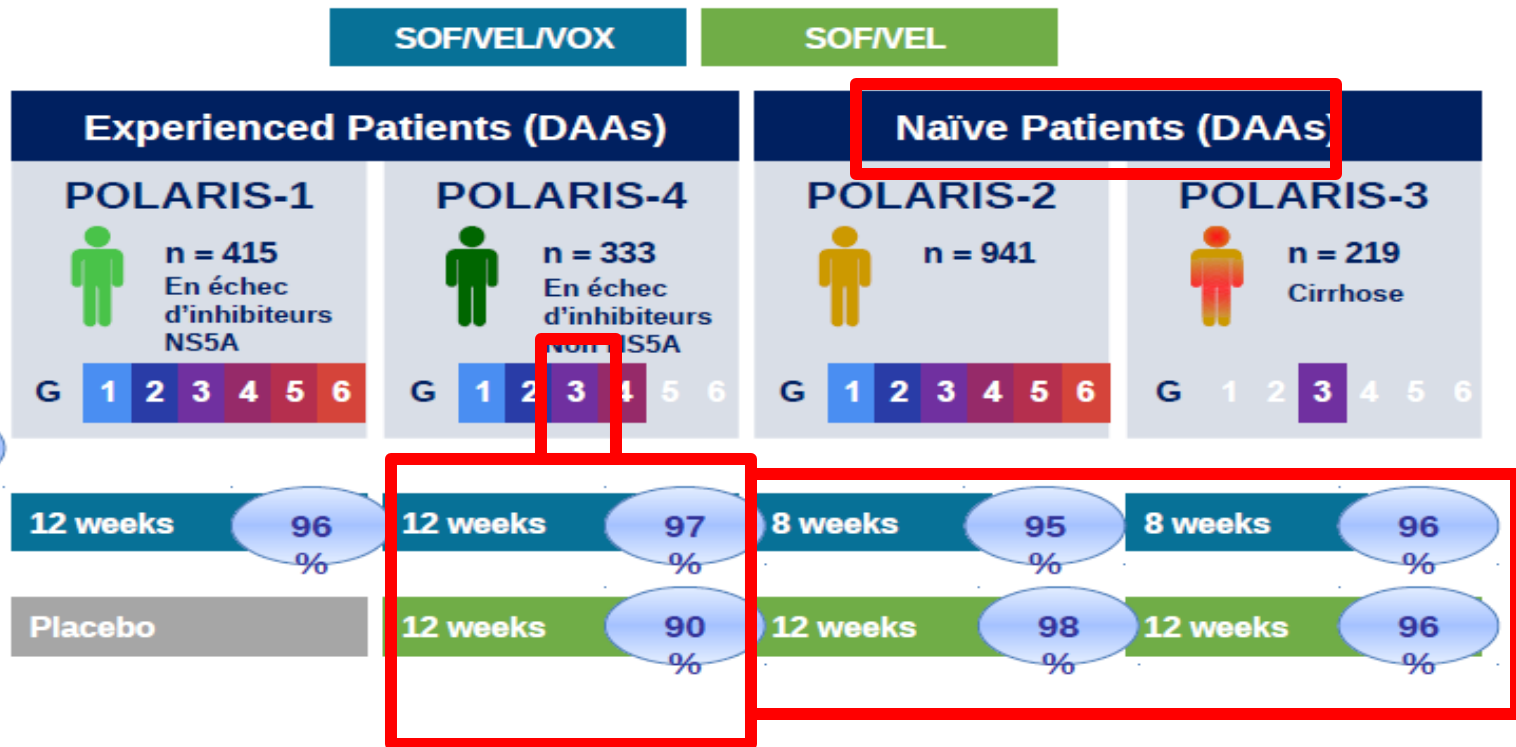 SOF/VEL/VOX SOF/VEL
Experienced Patients (DAAs) Naïve Patients (DAAs)
POLARIS-1
n = 415
En échec
d’inhibiteurs
NS5A
G 1 2 3 4 5 6
POLARIS-4
n = 333
En échec
d’inhibiteurs
Non NS5A
G 1 2 3 4 5 6
POLARIS-2
n = 941
G 1 2 3 4 5 6
POLARIS-3
n = 219
Cirrhose
G 1 2 3 4 5 6
12 weeks 96 % 12 weeks 97 % 8 weeks 95 % 8 weeks 96 %
Placebo 12 weeks 90 % 12 weeks 98 % 12 weeks 96 %